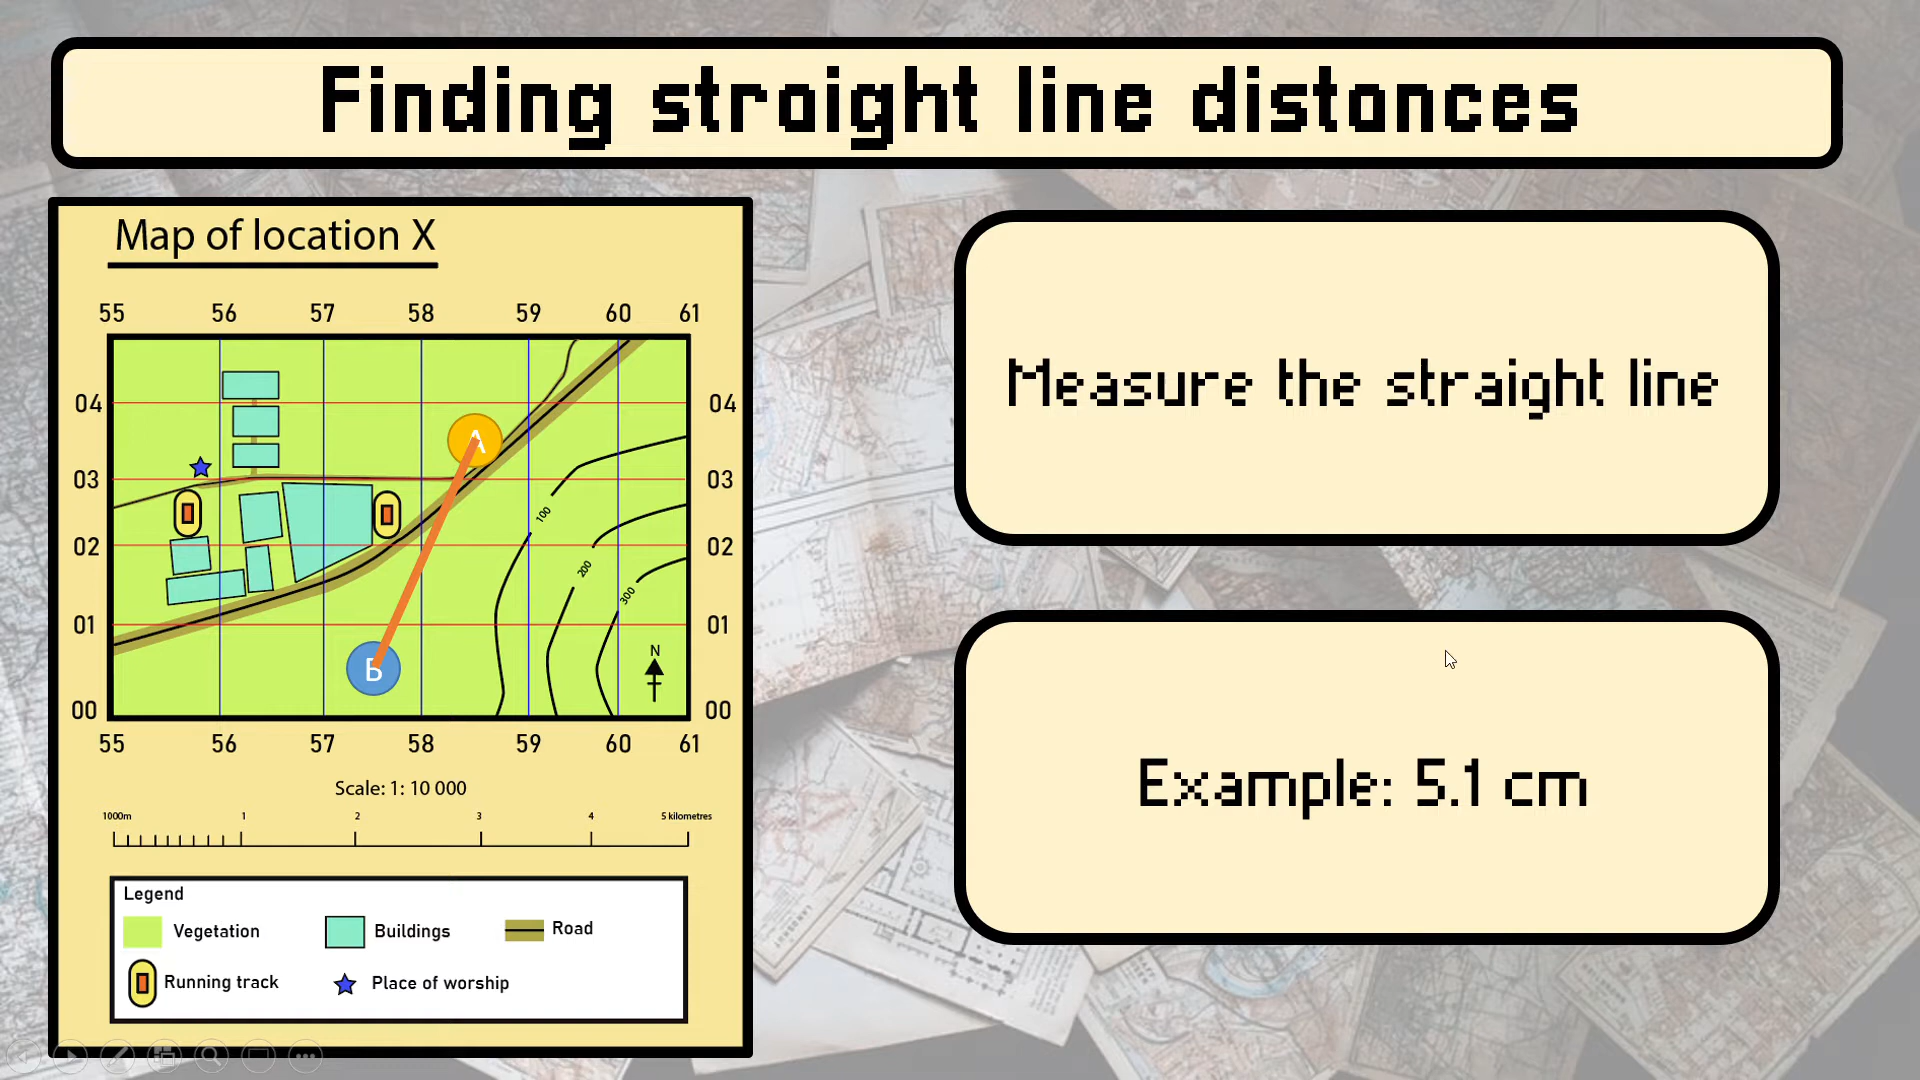 Finding straight line distances
Map of location X
55 56 57 58 59 60 61
04 04
03 03
02 02
01 01
00 00
A
B
100
200
300
N
55 56 57 58 59 60 61
Scale: 1: 10 000
1000m 1 2 3 4 5 kilometres
Legend
Vegetation Buildings Road
Running track Place of worship
Measure the straight line
Example: 5.1 cm